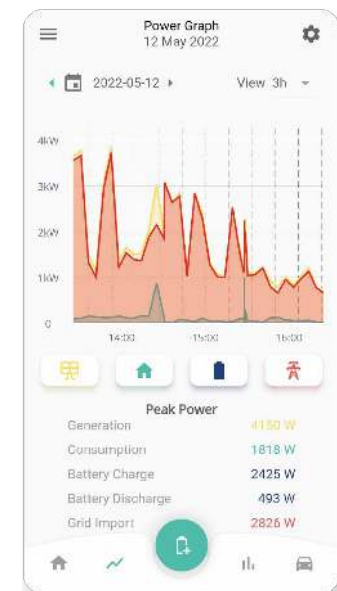 Power Graph
12 May 2022
2022-05-12 View 3h
4kW
3kW
2kW
1kW
0
14:00 15:00 16:00
Peak Power
Generation 4150 W
Consumption 1818 W
Battery Charge 2425 W
Battery Discharge 493 W
Grid Import 2826 W